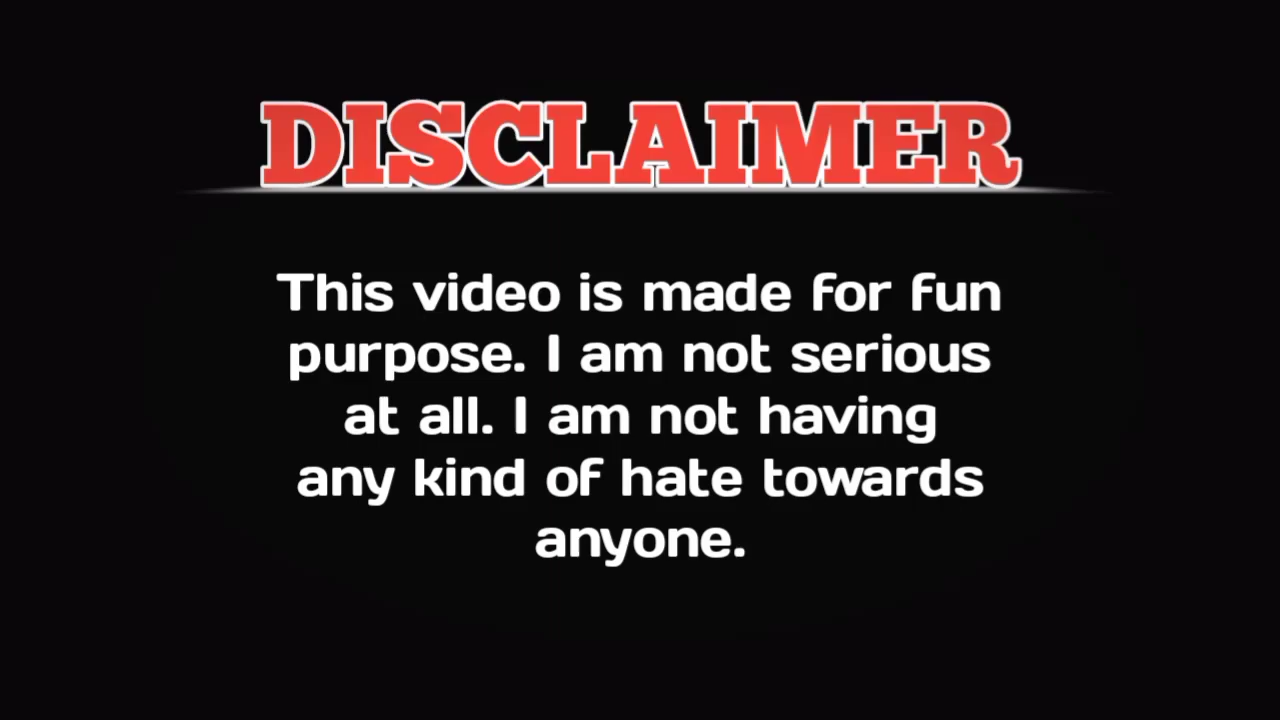 DISCLAIMER
This video is made for fun
purpose. I am not serious
at all. I am not having
any kind of hate towards
anyone.